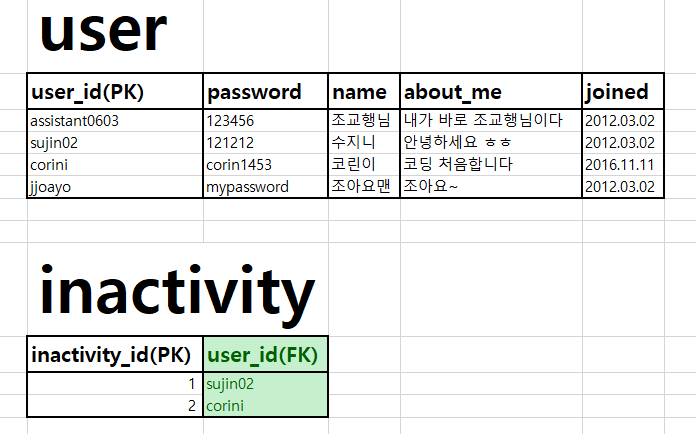 user
user_id(PK) password name about_me joined
assistant0603 123456 조교행님 내가 바로 조교행님이다 2012.03.02
sujin02 121212 수지니 안녕하세요 ㅎㅎ 2012.03.02
corini corin1453 코린이 코딩 처음합니다 2016.11.11
jjoayo mypassword 조아요맨 조아요~ 2012.03.02
inactivity
inactivity_id(PK) user_id(FK)
1 sujin02
2 corini